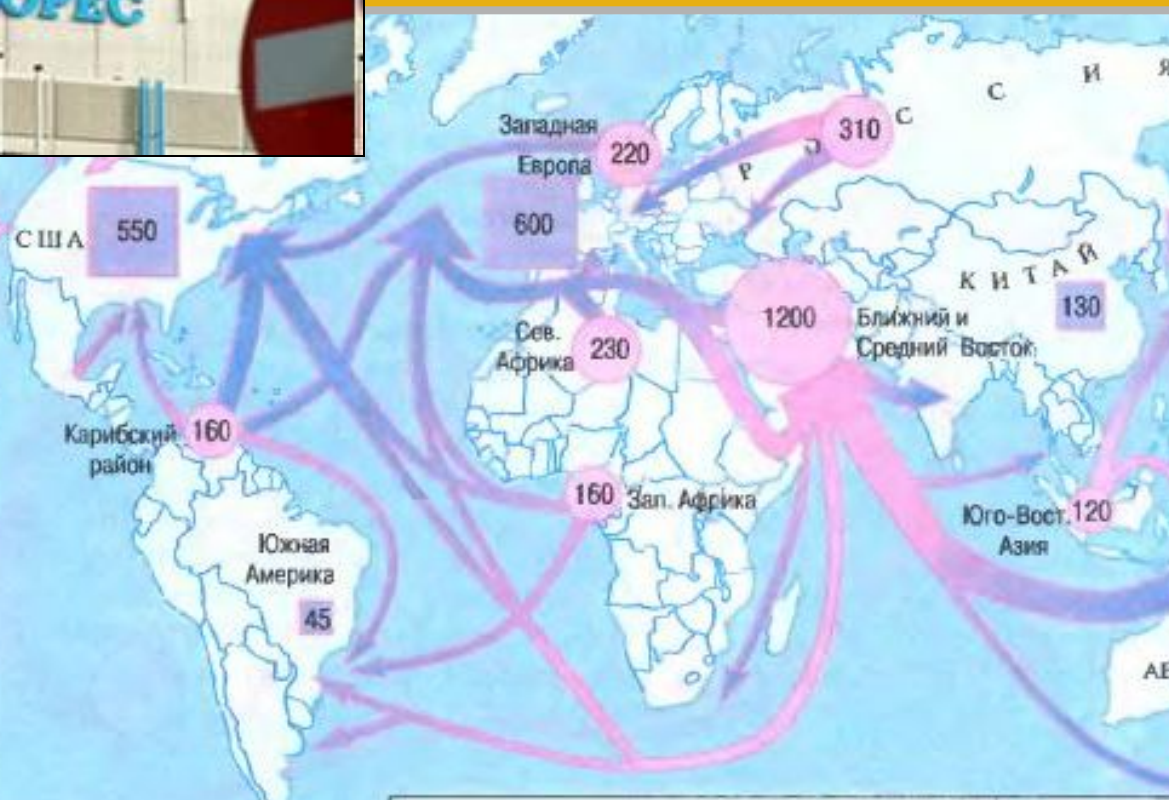 OPEC
Западная
Европа
220
310
С С И Я
Р О
США
550
600
КИТАЙ
130
1200
Ближний и
Средний Восток
Сев.
Африка
230
Карибский
район
160
160
Зап. Африка
Юго-Вост.
Азия
120
Южная
Америка
45
АВ